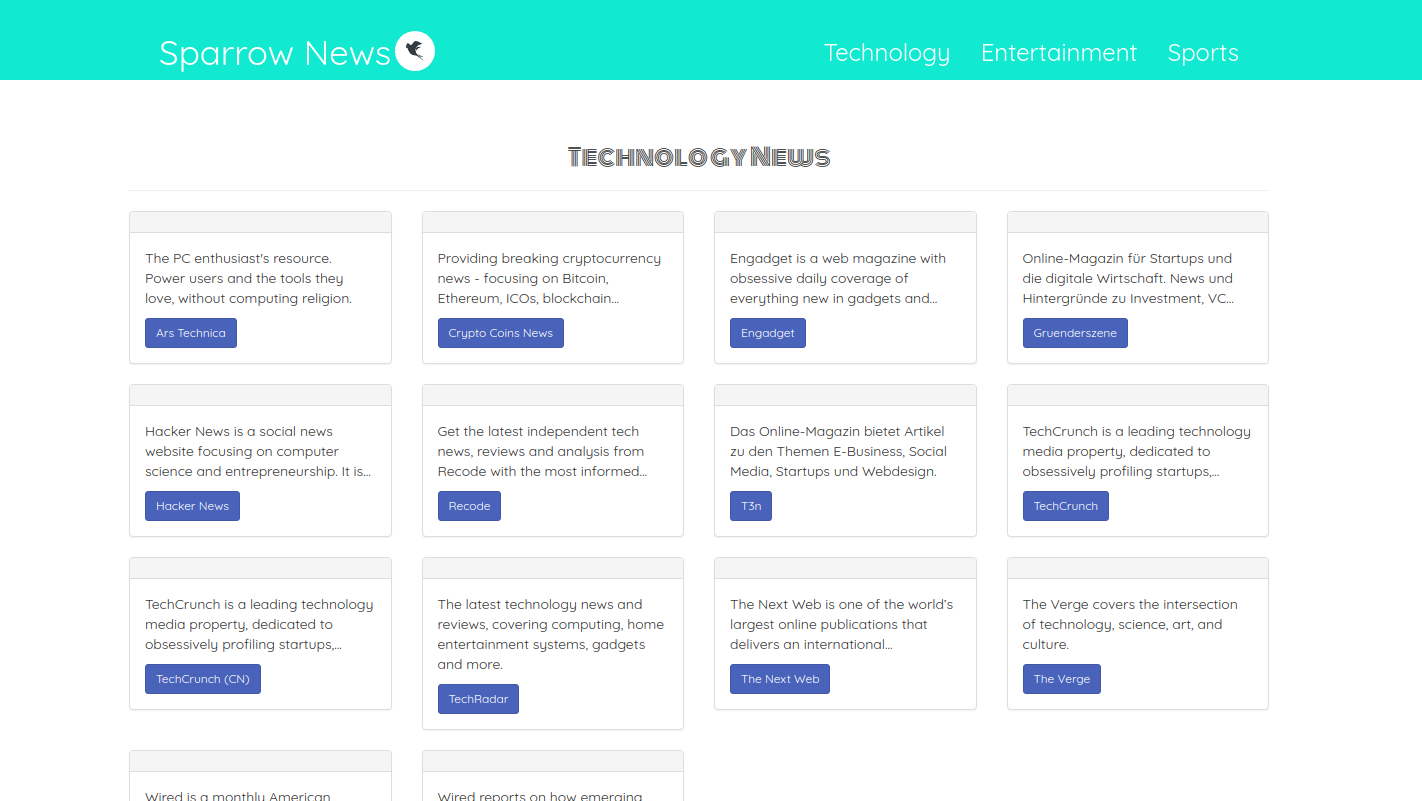 Sparrow News
Technology Entertainment Sports
Technology News
The PC enthusiast's resource.
Power users and the tools they
love, without computing religion.
Ars Technica
Providing breaking cryptocurrency
news - focusing on Bitcoin,
Ethereum, ICOs, blockchain...
Crypto Coins News
Engadget is a web magazine with
obsessive daily coverage of
everything new in gadgets and...
Engadget
Online-Magazin für Startups und
die digitale Wirtschaft. News und
Hintergründe zu Investment, VC...
Gruenderszene
Hacker News is a social news
website focusing on computer
science and entrepreneurship. It is...
Hacker News
Get the latest independent tech
news, reviews and analysis from
Recode with the most informed...
Recode
Das Online-Magazin bietet Artikel
zu den Themen E-Business, Social
Media, Startups und Webdesign.
T3n
TechCrunch is a leading technology
media property, dedicated to
obsessively profiling startups,...
TechCrunch
TechCrunch is a leading technology
media property, dedicated to
obsessively profiling startups,...
TechCrunch (CN)
The latest technology news and
reviews, covering computing, home
entertainment systems, gadgets
and more.
TechRadar
The Next Web is one of the world's
largest online publications that
delivers an international...
The Next Web
The Verge covers the intersection
of technology, science, art, and
culture.
The Verge
Wired is a monthly American
Wired reports on how emerging